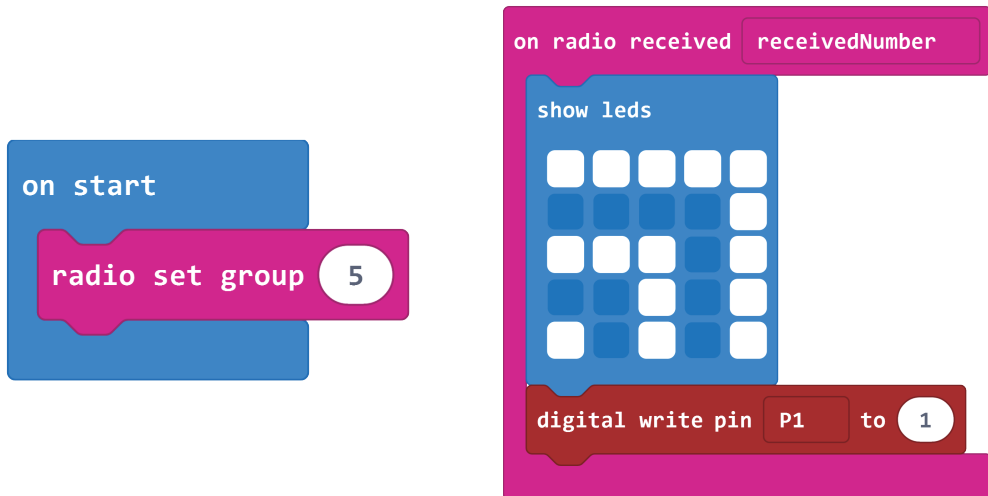 on start
radio set group 5
on radio received receivedNumber
show leds
digital write pin P1 to 1